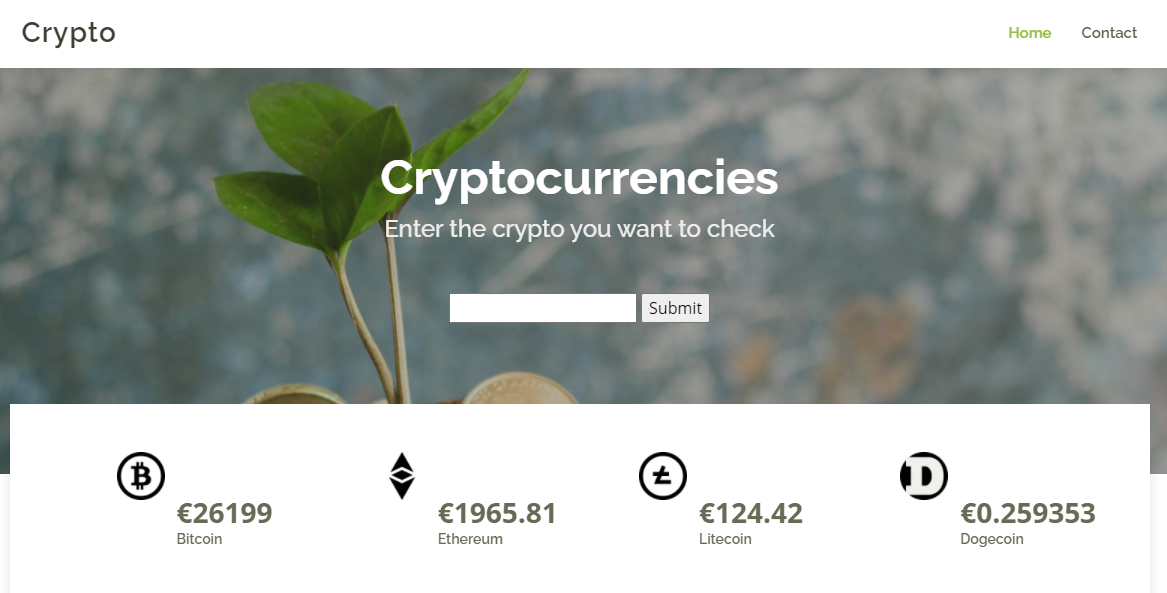 Crypto
Home Contact
Cryptocurrencies
Enter the crypto you want to check
Submit
€26199
Bitcoin
€1965.81
Ethereum
€124.42
Litecoin
€0.259353
Dogecoin